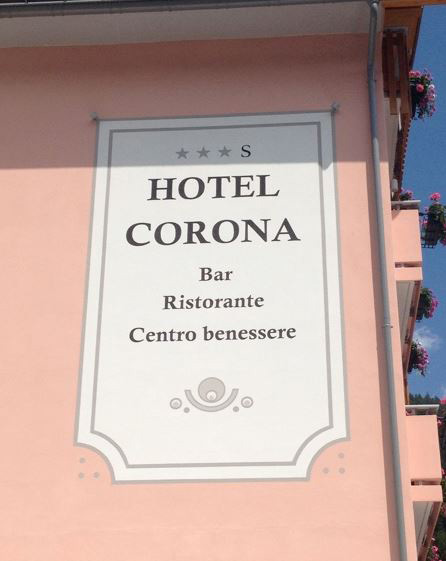 ★★★ S
HOTEL
CORONA
Bar
Ristorante
Centro benessere